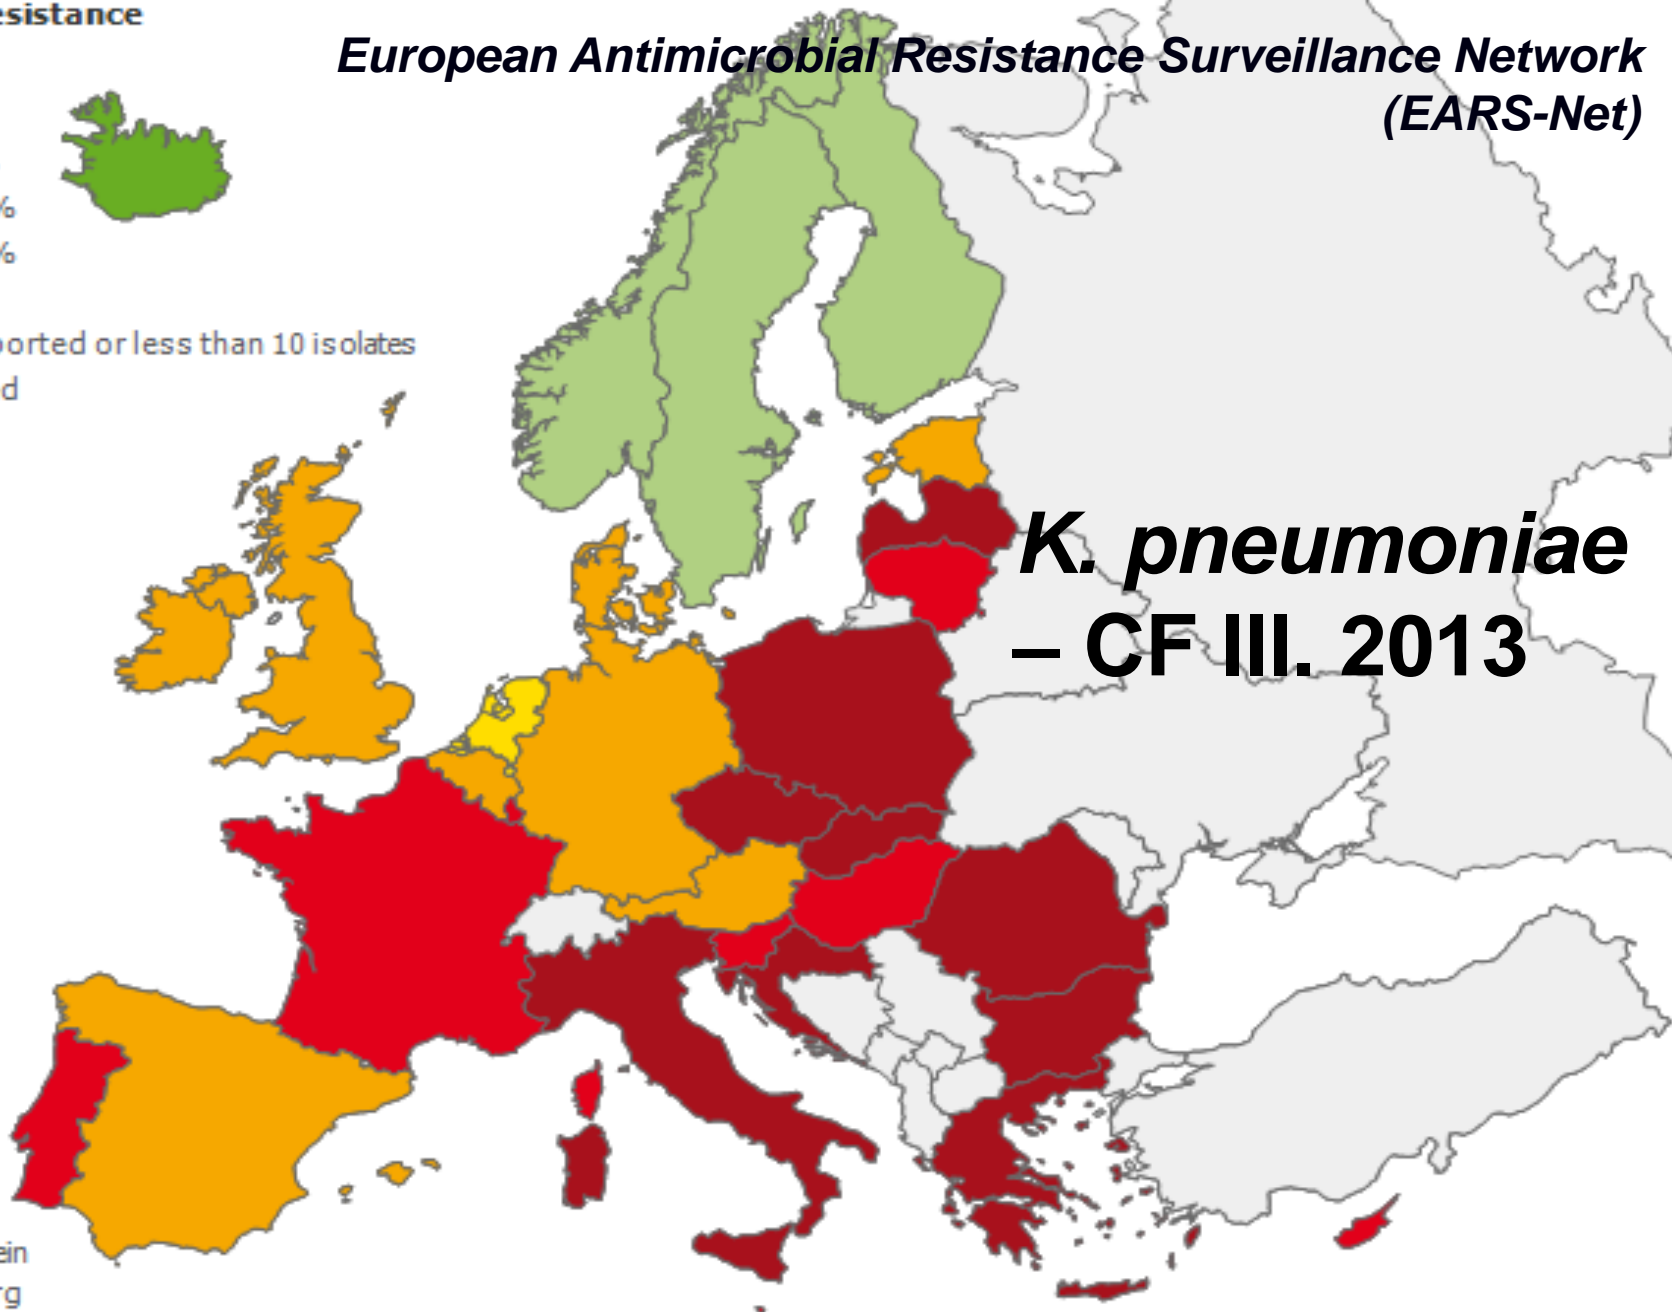 esistance
European Antimicrobial Resistance Surveillance Network
(EARS-Net)
%
%
orted or less than 10 isolates
d
K. pneumoniae
– CF III. 2013
ein
rg